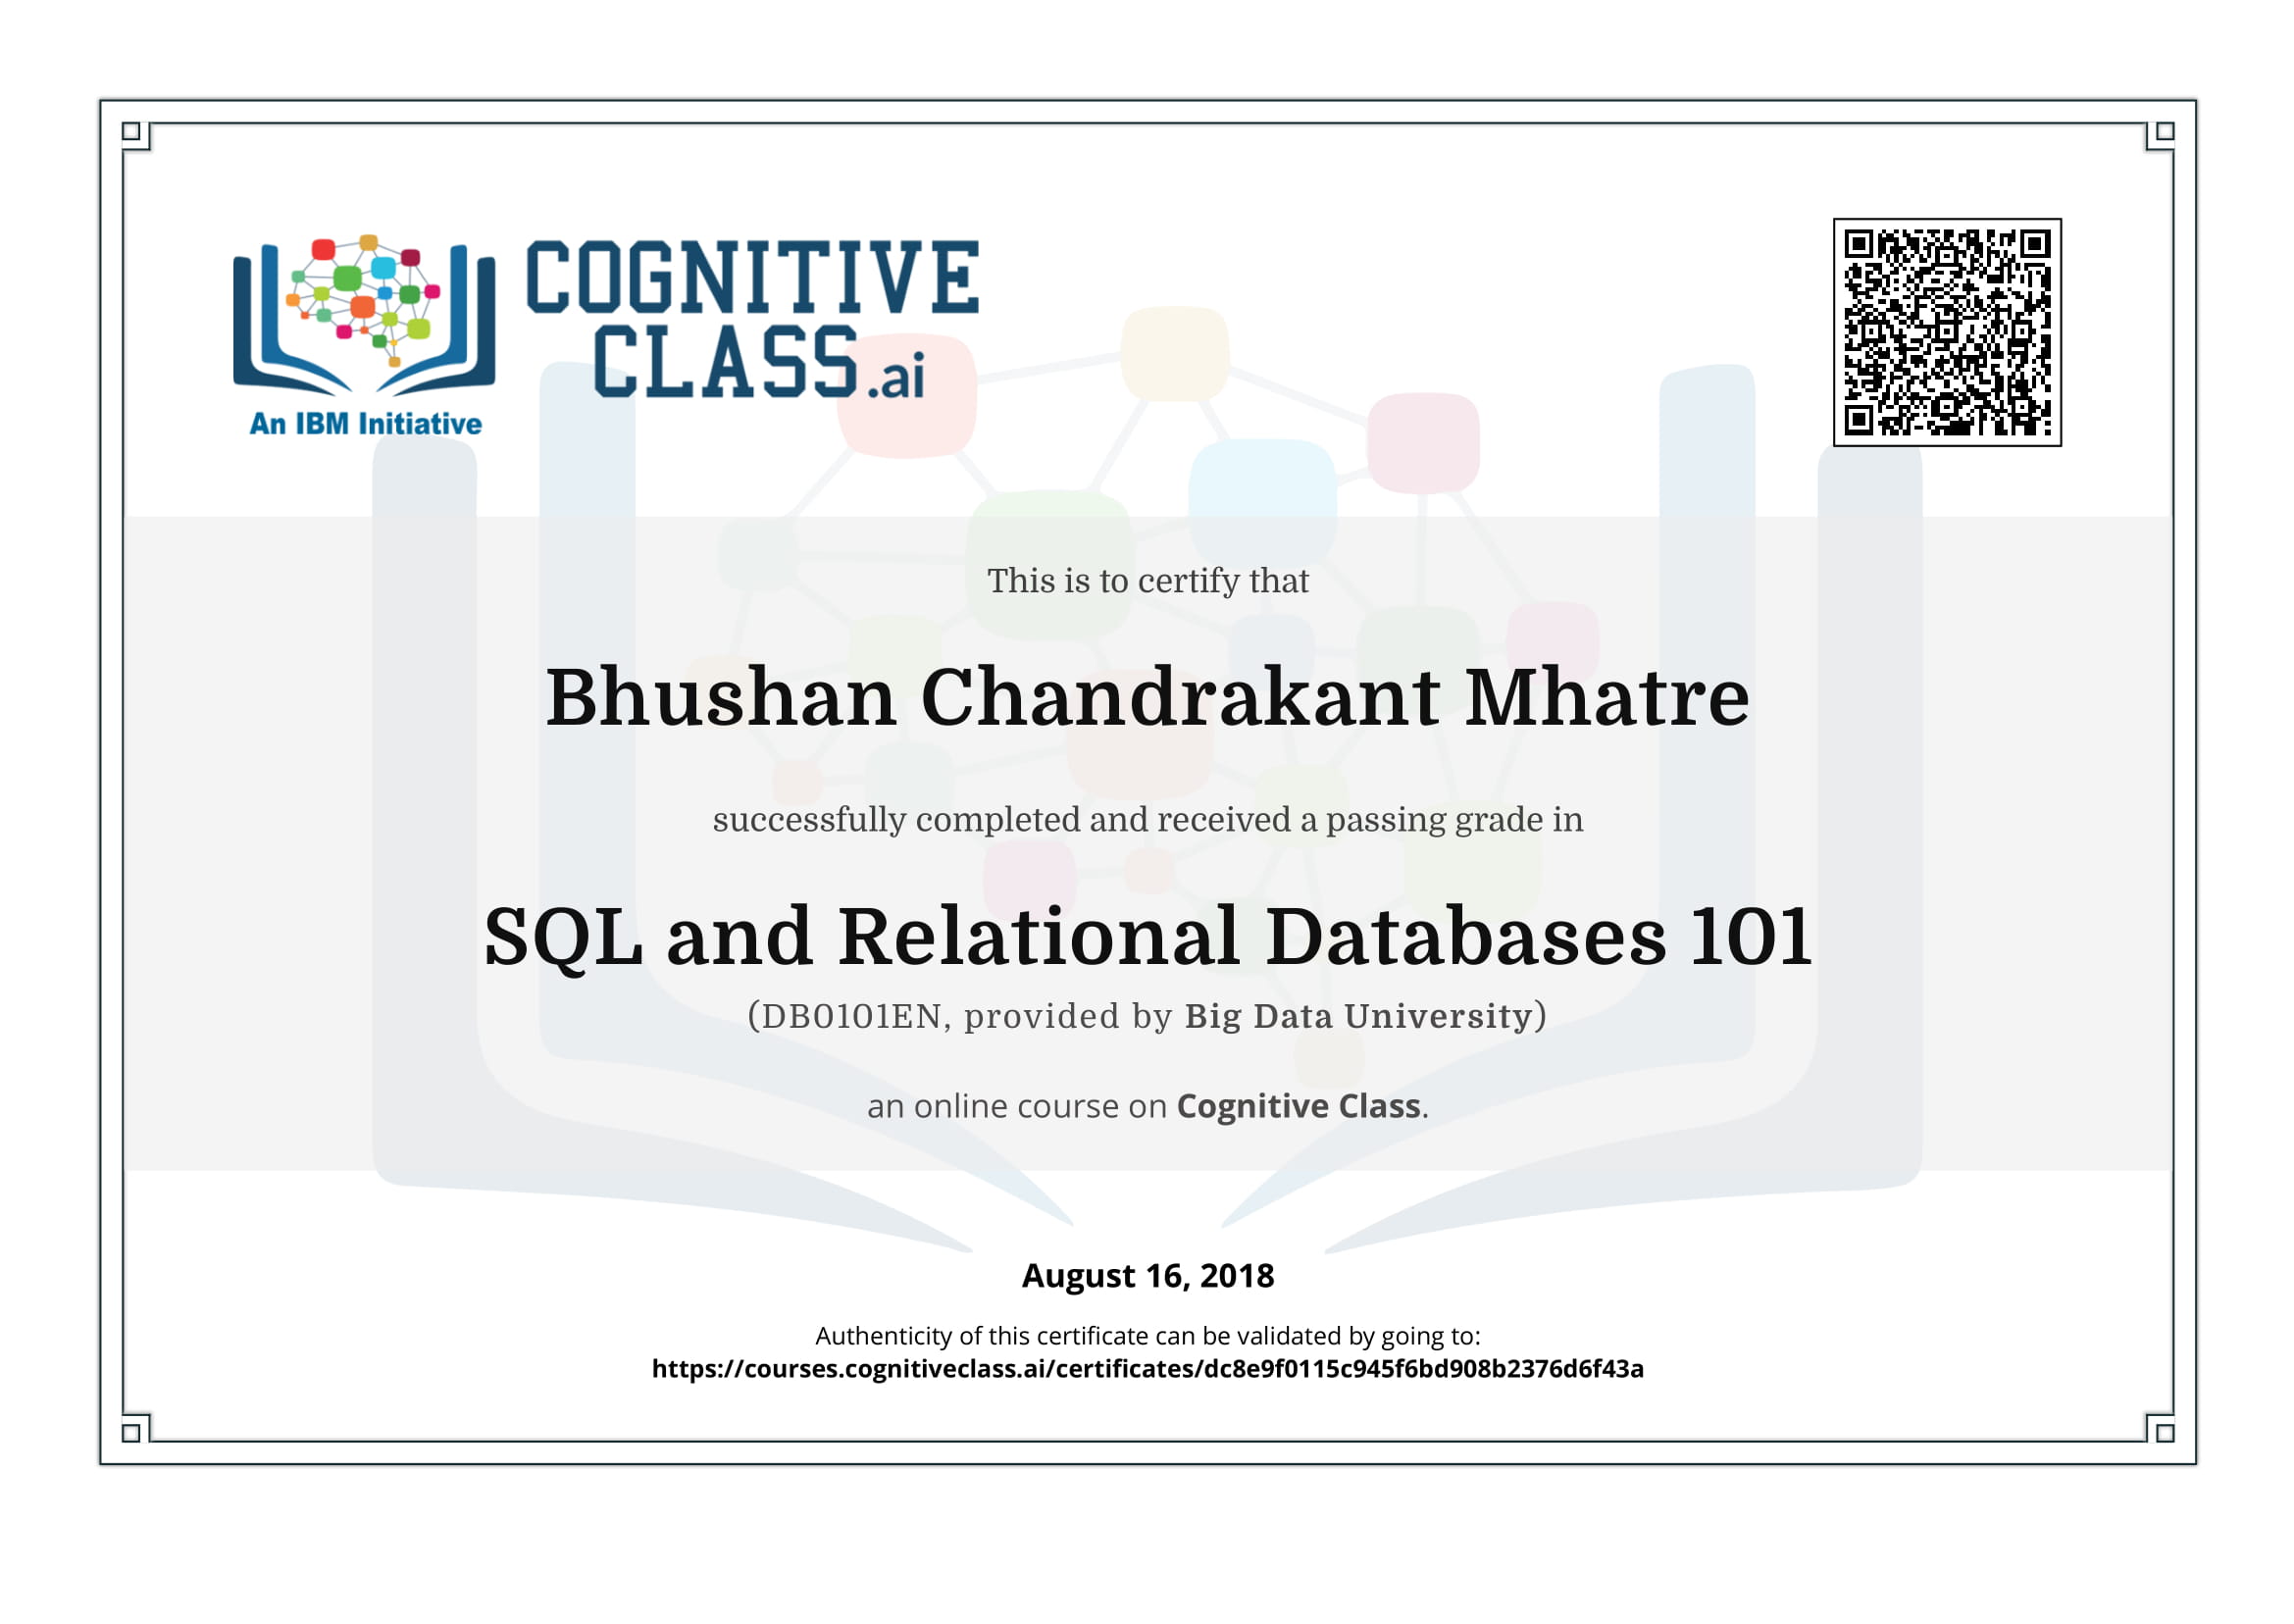 COGNITIVE
CLASS.ai
An IBM Initiative
This is to certify that
Bhushan Chandrakant Mhatre
successfully completed and received a passing grade in
SQL and Relational Databases 101
(DB0101EN, provided by Big Data University)
an online course on Cognitive Class.
August 16, 2018
Authenticity of this certificate can be validated by going to:
https://courses.cognitiveclass.ai/certificates/dc8e9f0115c945f6bd908b2376d6f43a